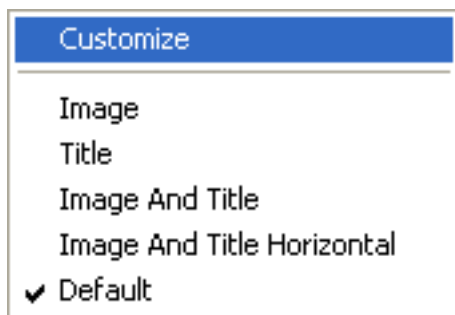 Customize
Image
Title
Image And Title
Image And Title Horizontal
Default